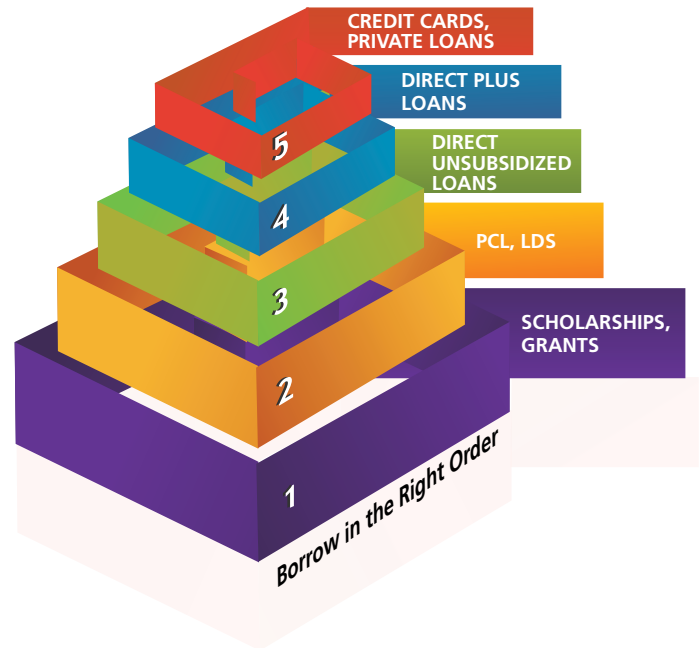 CREDIT CARDS,
PRIVATE LOANS
DIRECT PLUS
LOANS
DIRECT
UNSUBSIDIZED
LOANS
PCL, LDS
SCHOLARSHIPS,
GRANTS
5
4
3
2
1
Borrow in the Right Order